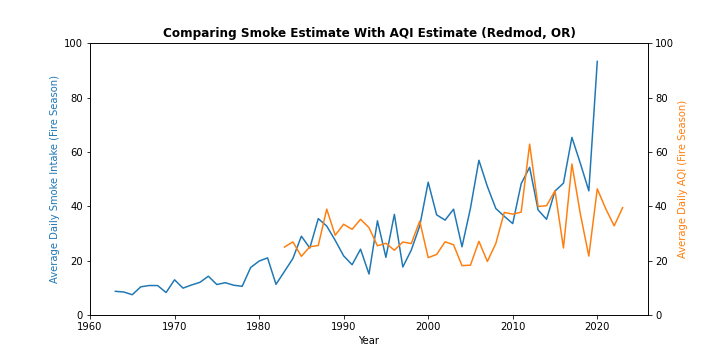 Comparing Smoke Estimate With AQI Estimate (Redmod, OR)
Average Daily Smoke Intake (Fire Season)
100
80
60
40
20
0
100
80
60
40
20
0
Average Daily AQI (Fire Season)
1960 1970 1980 1990 2000 2010 2020
Year